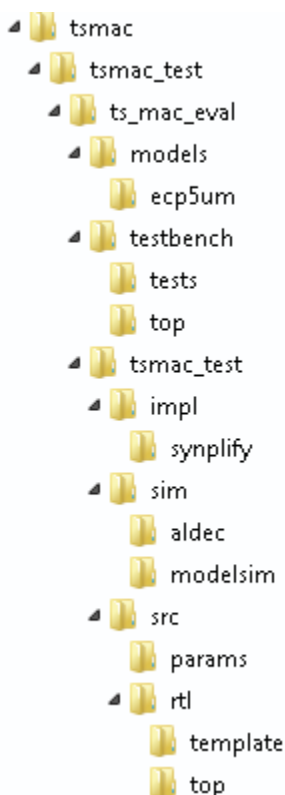 tsmac
tsmac_test
ts_mac_eval
models
ecp5um
testbench
tests
top
tsmac_test
impl
synplify
sim
aldec
modelsim
src
params
rtl
template
top